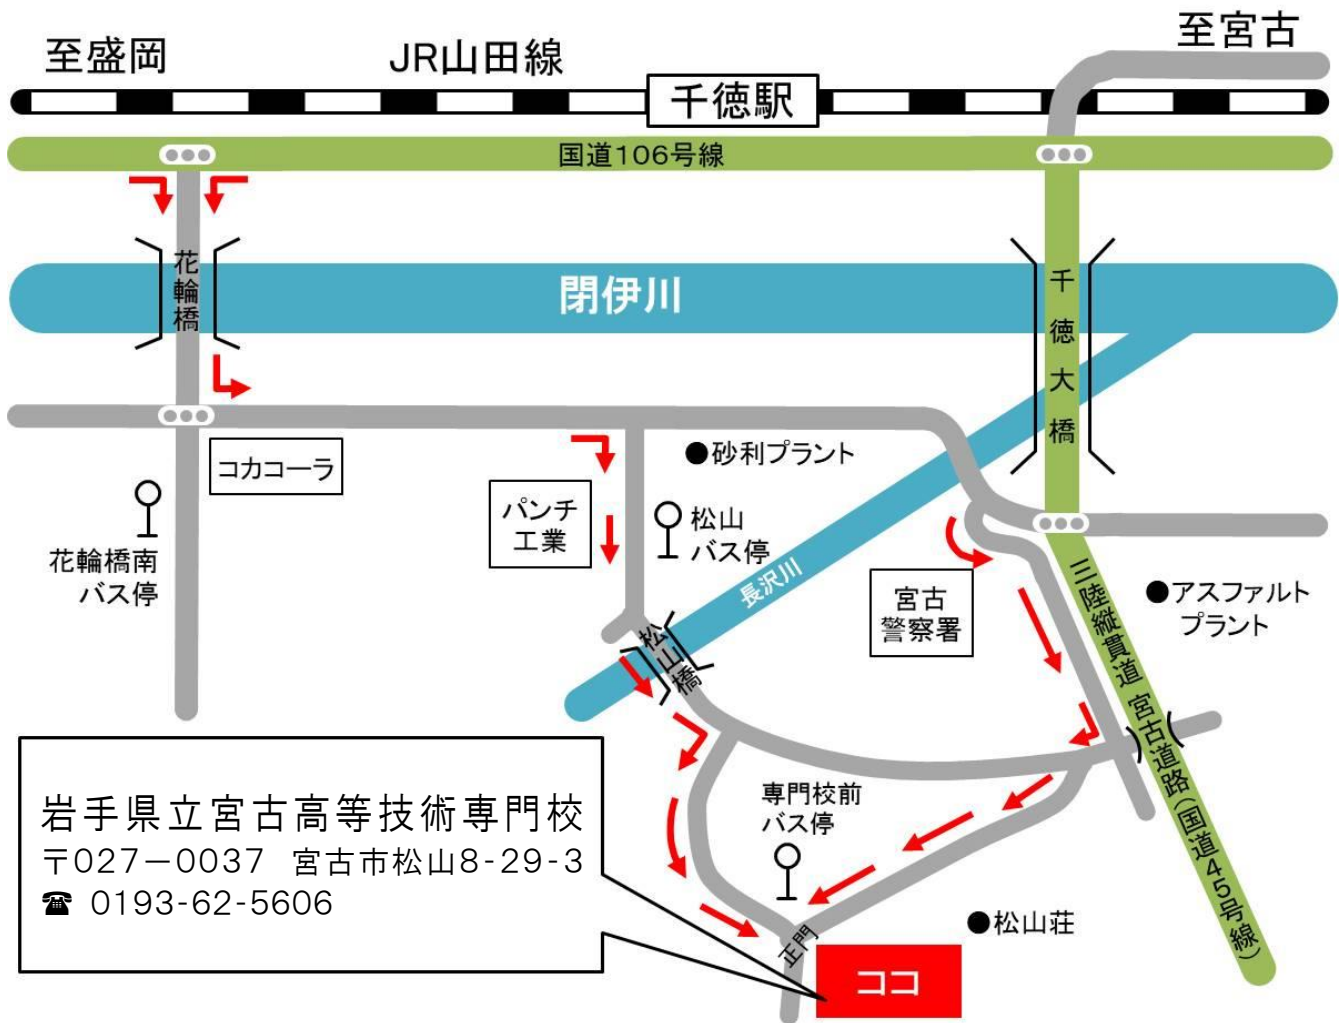 至盛岡
JR山田線
至宮古
千徳駅
国道106号線
花輪橋
閉伊川
千徳大橋
コカコーラ
●砂利プラント
パンチ
工業
松山
バス停
花輪橋南
バス停
長沢川
宮古
警察署
●アスファルト
プラント
松山橋
三陸縦貫道 宮古道路(国道45号線)
専門校前
バス停
岩手県立宮古高等技術専門校
〒027－0037 宮古市松山8-29-3
☎ 0193-62-5606
●松山荘
正門
ココ